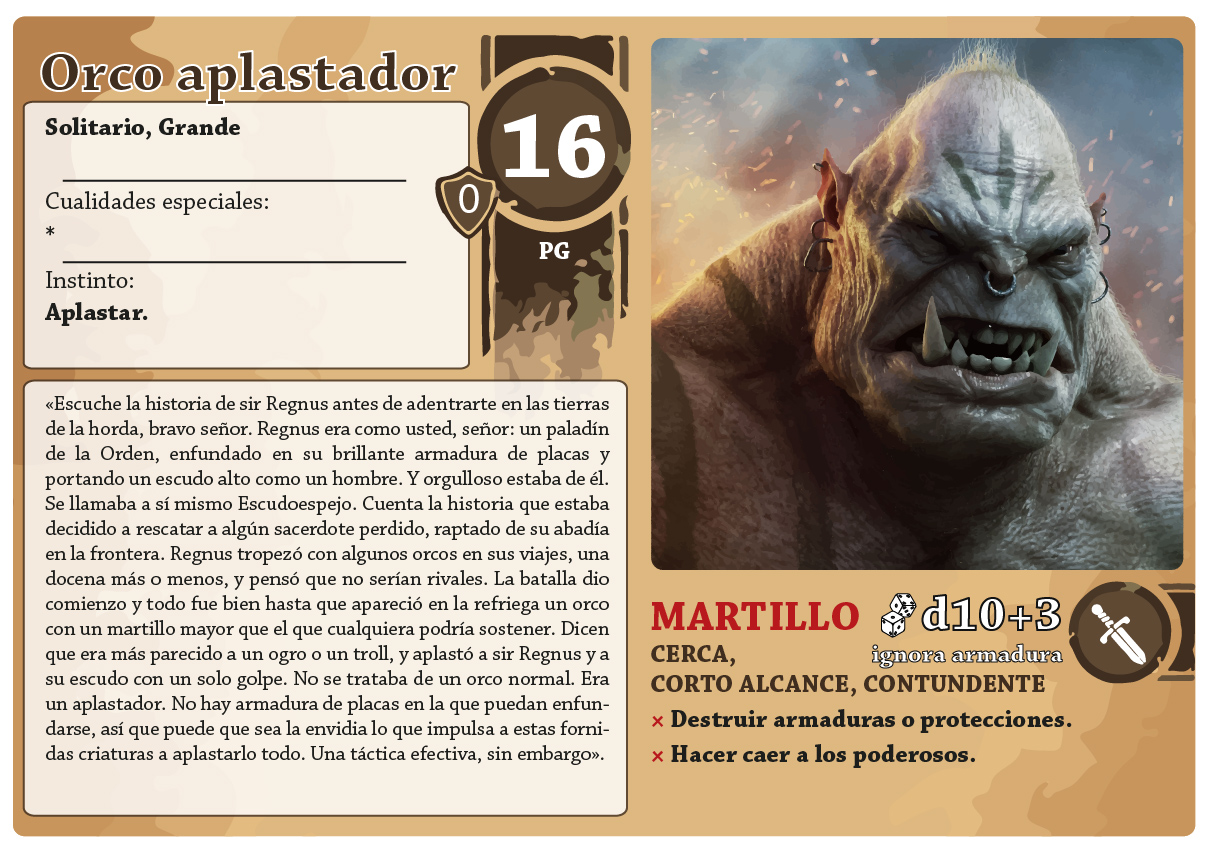 Orco aplastador
Solitario, Grande
Cualidades especiales:
*
Instinto:
Aplastar.
16
0
PG
«Escuche la historia de sir Regnus antes de adentrarte en las tierras
de la horda, bravo señor. Regnus era como usted, señor: un paladín
de la Orden, enfundado en su brillante armadura de placas y
portando un escudo alto como un hombre. Y orgulloso estaba de él.
Se llamaba a sí mismo Escudoespejo. Cuenta la historia que estaba
decidido a rescatar a algún sacerdote perdido, raptado de su abadía
en la frontera. Regnus tropezó con algunos orcos en sus viajes, una
docena más o menos, y pensó que no serían rivales. La batalla dio
comienzo y todo fue bien hasta que apareció en la refriega un orco
con un martillo mayor que el que cualquiera podría sostener. Dicen
que era más parecido a un ogro o un troll, y aplastó a sir Regnus y a
su escudo con un solo golpe. No se trataba de un orco normal. Era
un aplastador. No hay armadura de placas en la que puedan enfun-
darse, así que puede que sea la envidia lo que impulsa a estas forni-
das criaturas a aplastarlo todo. Una táctica efectiva, sin embargo».
MARTILLO d10+3
CERCA, ignora armadura
CORTO ALCANCE, CONTUNDENTE
× Destruir armaduras o protecciones.
× Hacer caer a los poderosos.